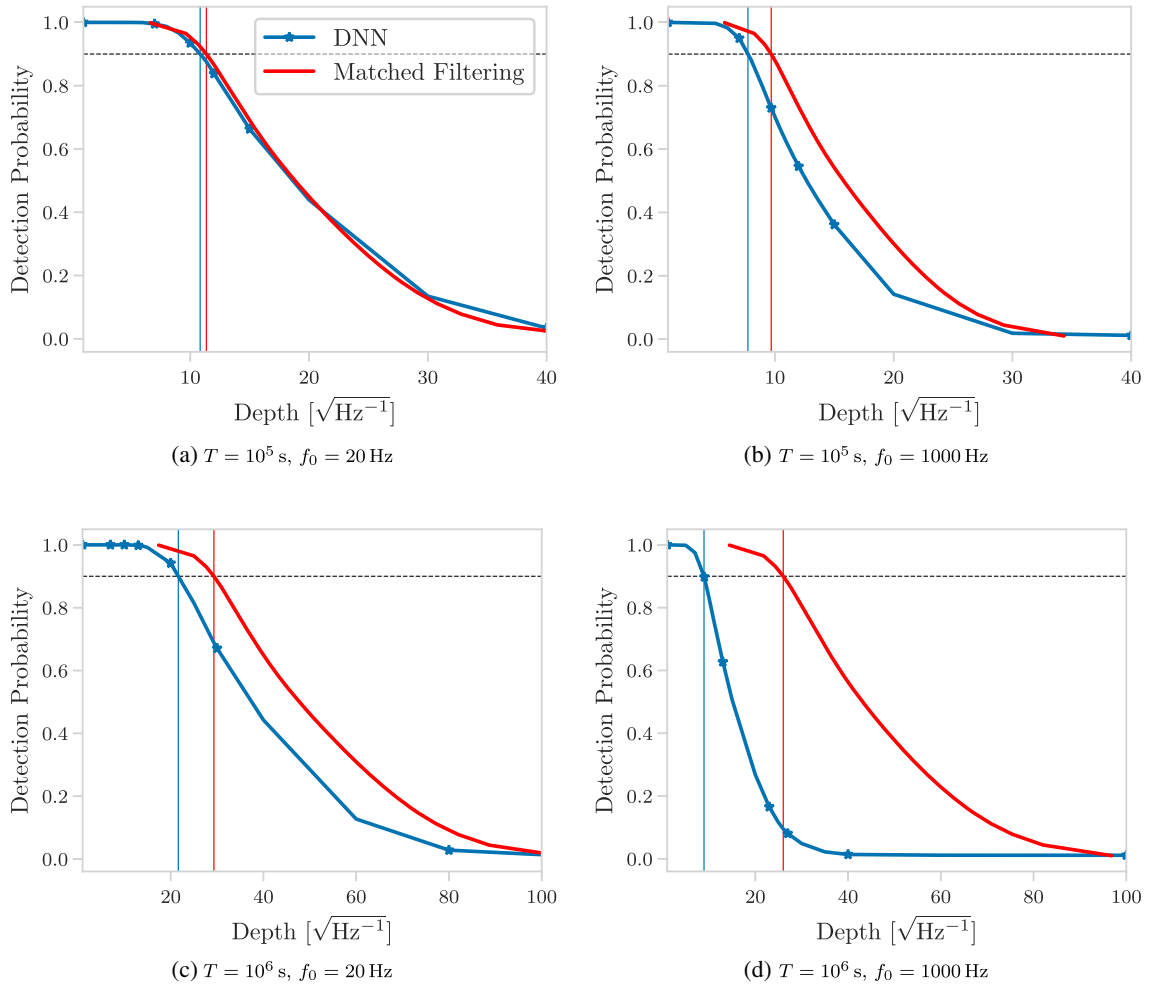 1.0
0.8
0.6
0.4
0.2
0.0
Detection Probability
DNN
Matched Filtering
10 20 30 40
Depth [√Hz⁻¹]
(a) T = 10⁵ s, f₀ = 20 Hz
1.0
0.8
0.6
0.4
0.2
0.0
Detection Probability
10 20 30 40
Depth [√Hz⁻¹]
(b) T = 10⁵ s, f₀ = 1000 Hz
1.0
0.8
0.6
0.4
0.2
0.0
Detection Probability
20 40 60 80 100
Depth [√Hz⁻¹]
(c) T = 10⁶ s, f₀ = 20 Hz
1.0
0.8
0.6
0.4
0.2
0.0
Detection Probability
20 40 60 80 100
Depth [√Hz⁻¹]
(d) T = 10⁶ s, f₀ = 1000 Hz